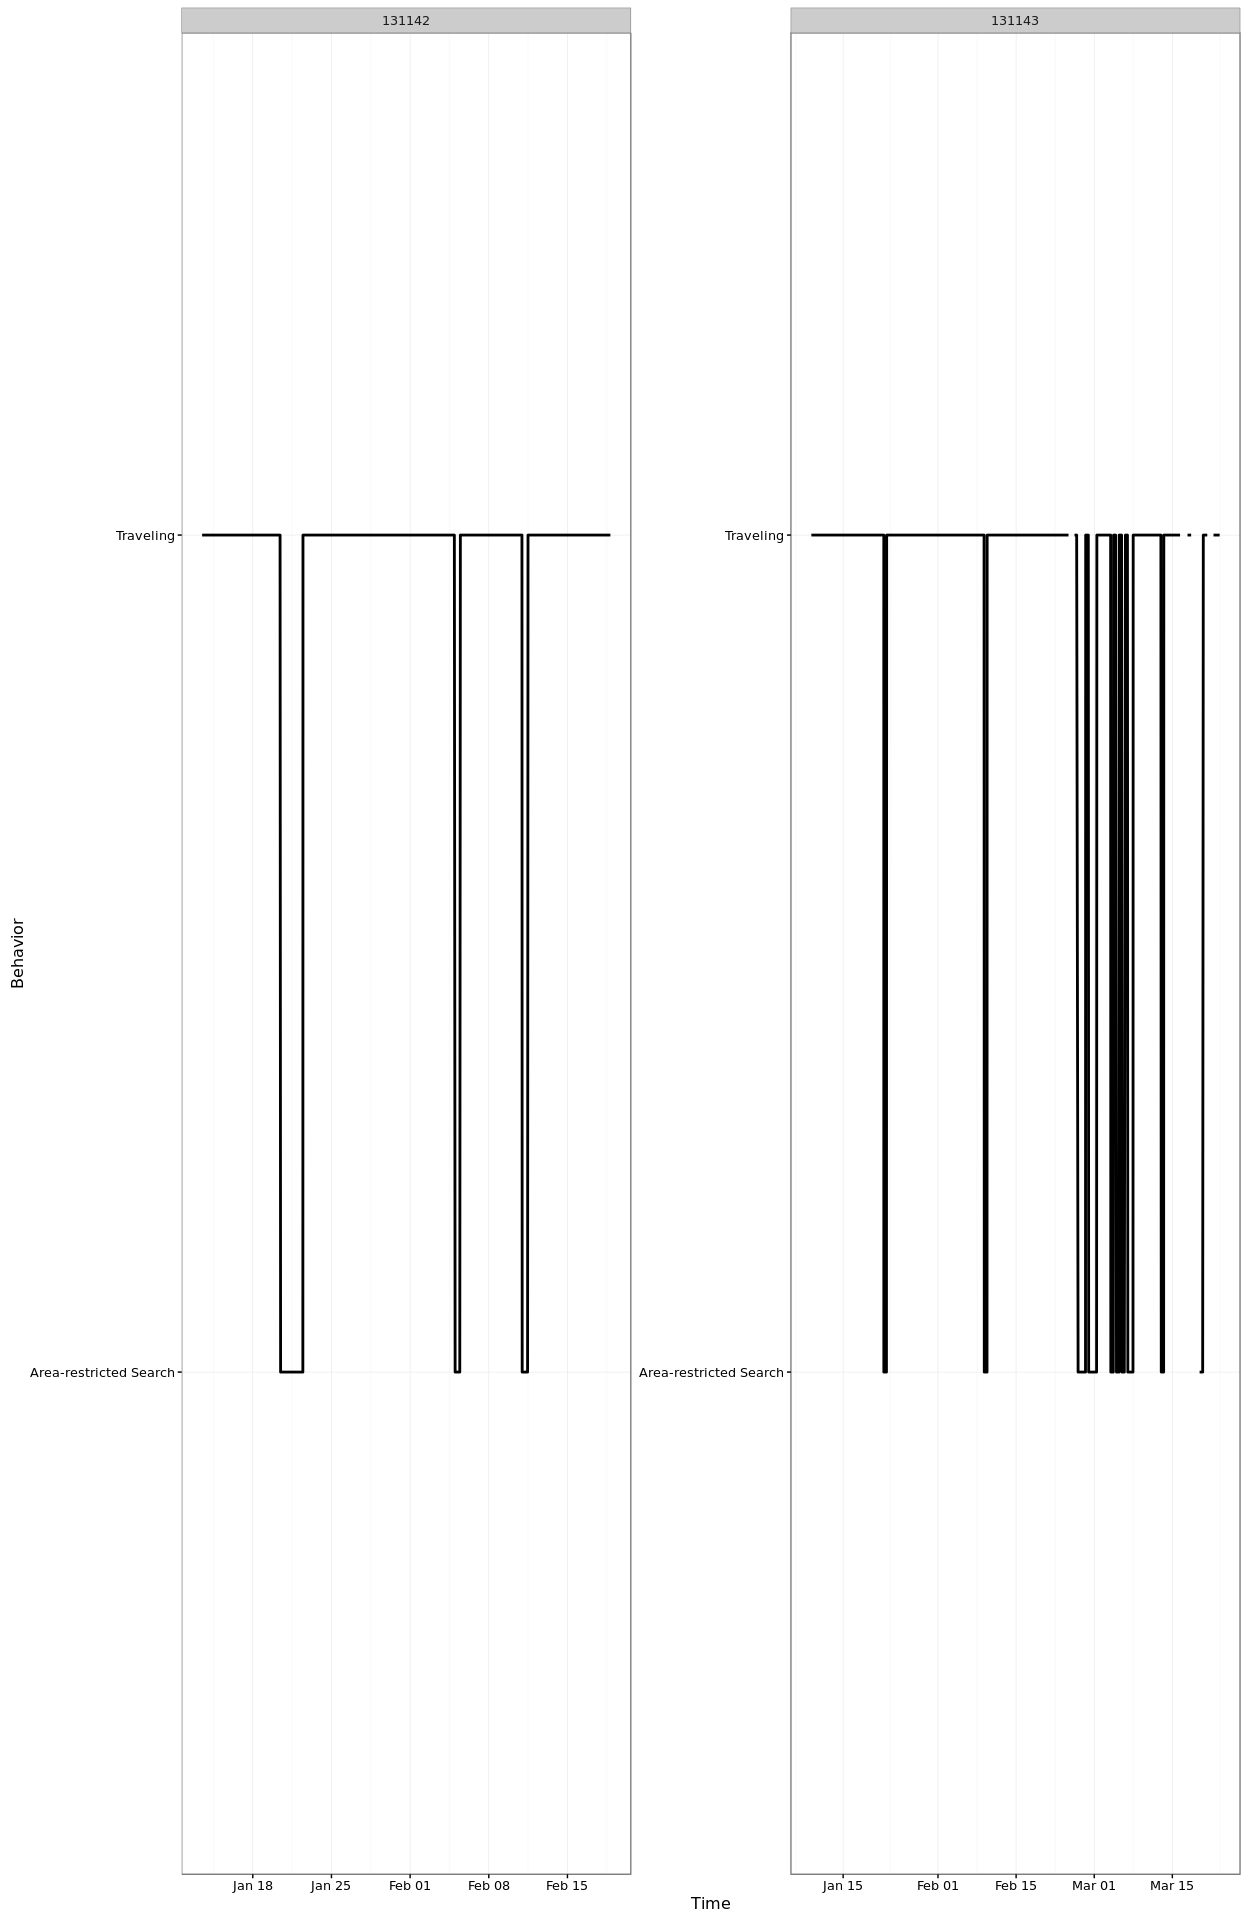 131142
131143
Traveling
Traveling
Behavior
Area-restricted Search
Area-restricted Search
Jan 18
Jan 25
Feb 01
Feb 08
Feb 15
Jan 15
Feb 01
Feb 15
Mar 01
Mar 15
Time